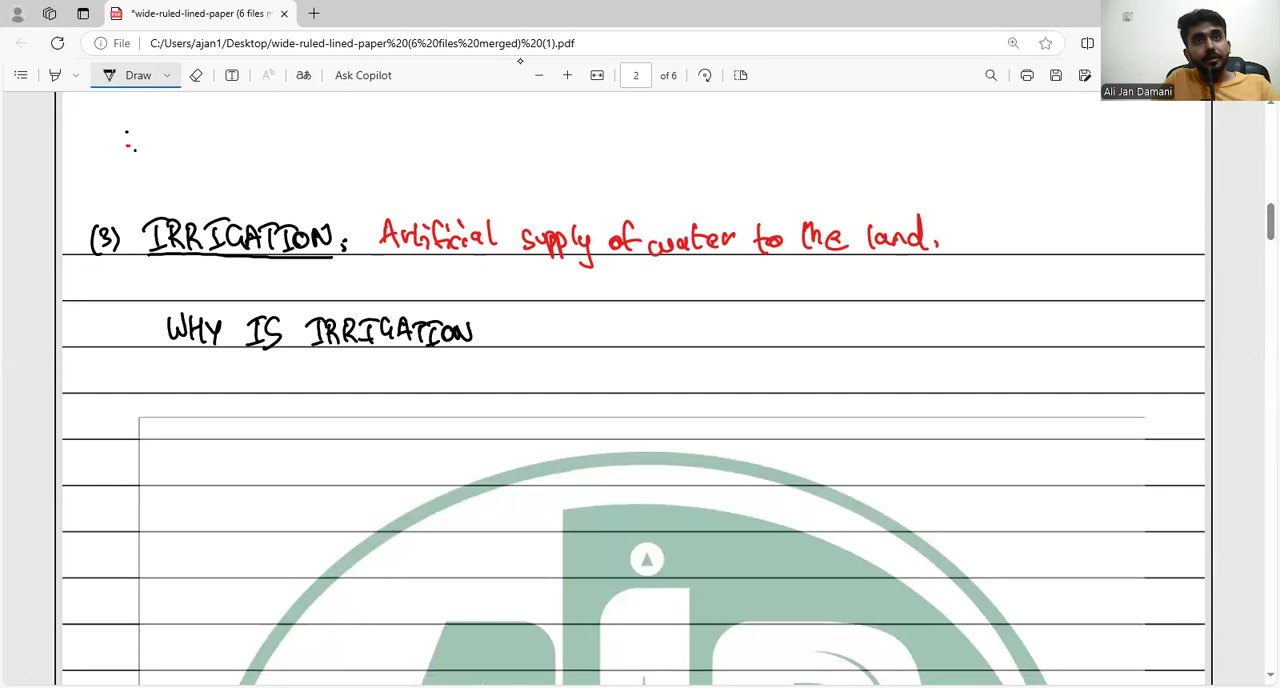 *wide-ruled-lined-paper (6 files m
File
C:/Users/ajan1/Desktop/wide-ruled-lined-paper%20(6%20files%20merged)%20(1).pdf
Draw
Ask Copilot
2 of 6
Ali Jan Damani
(3) IRRIGATION: Artificial supply of water to the land.
WHY IS IRRIGATION